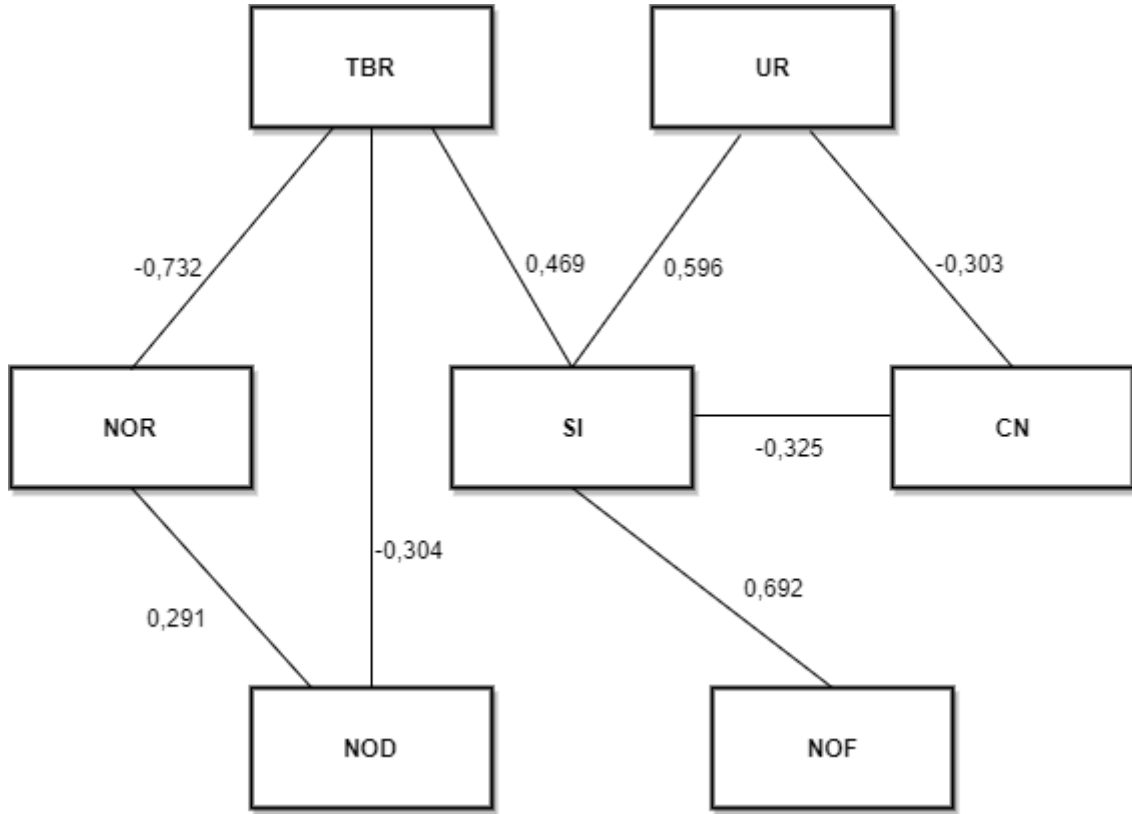 TBR
UR
-0,732
0,469
0,596
-0,303
NOR
SI
CN
-0,325
-0,304
0,692
0,291
NOD
NOF